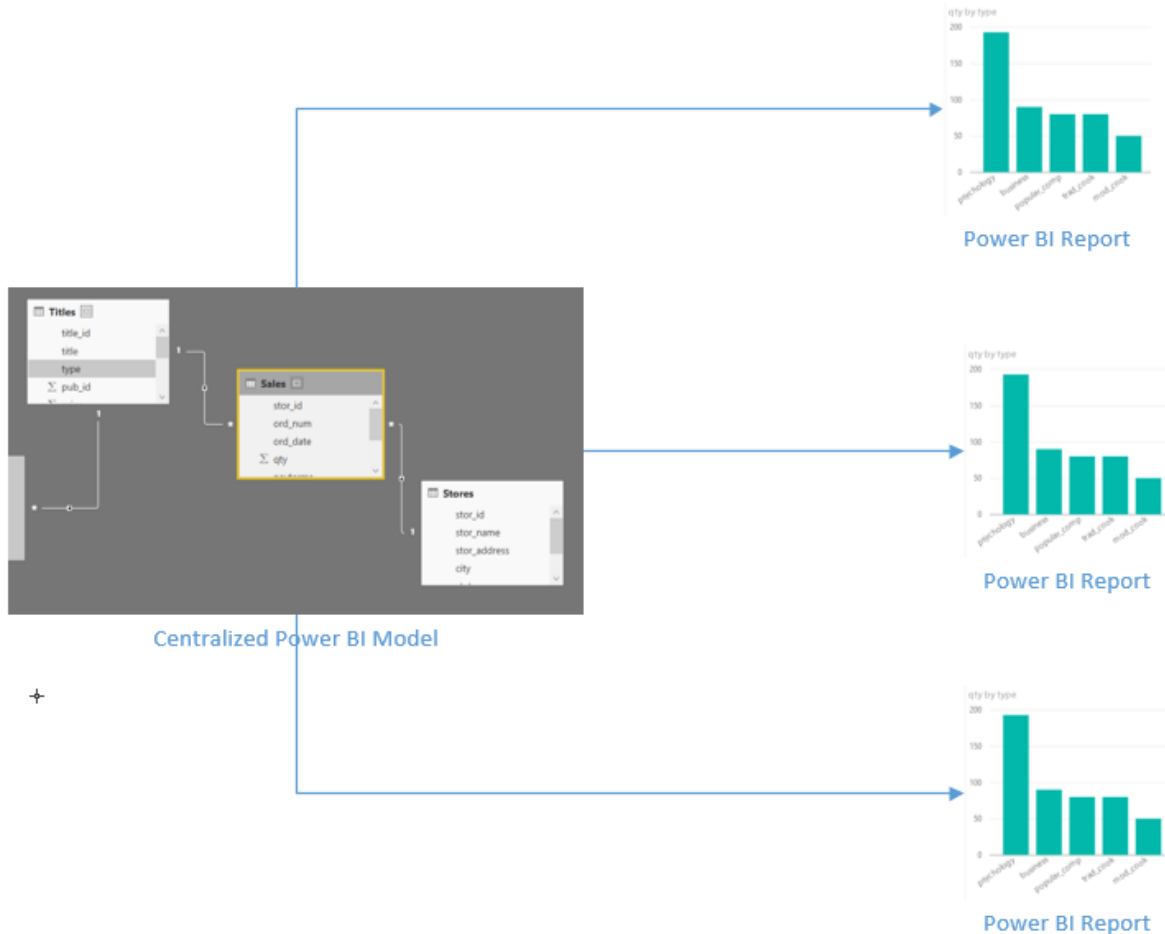 qty by type
200
150
100
50
0
psychology
business
popular_comp
trad_cook
mod_cook
Power BI Report
Titles
title_id
title
type
Σ pub_id
1
1
*
*
Sales
stor_id
ord_num
ord_date
Σ qty
*
1
Stores
stor_id
stor_name
stor_address
city
Centralized Power BI Model
qty by type
200
150
100
50
0
psychology
business
popular_comp
trad_cook
mod_cook
Power BI Report
qty by type
200
150
100
50
0
psychology
business
popular_comp
trad_cook
mod_cook
Power BI Report